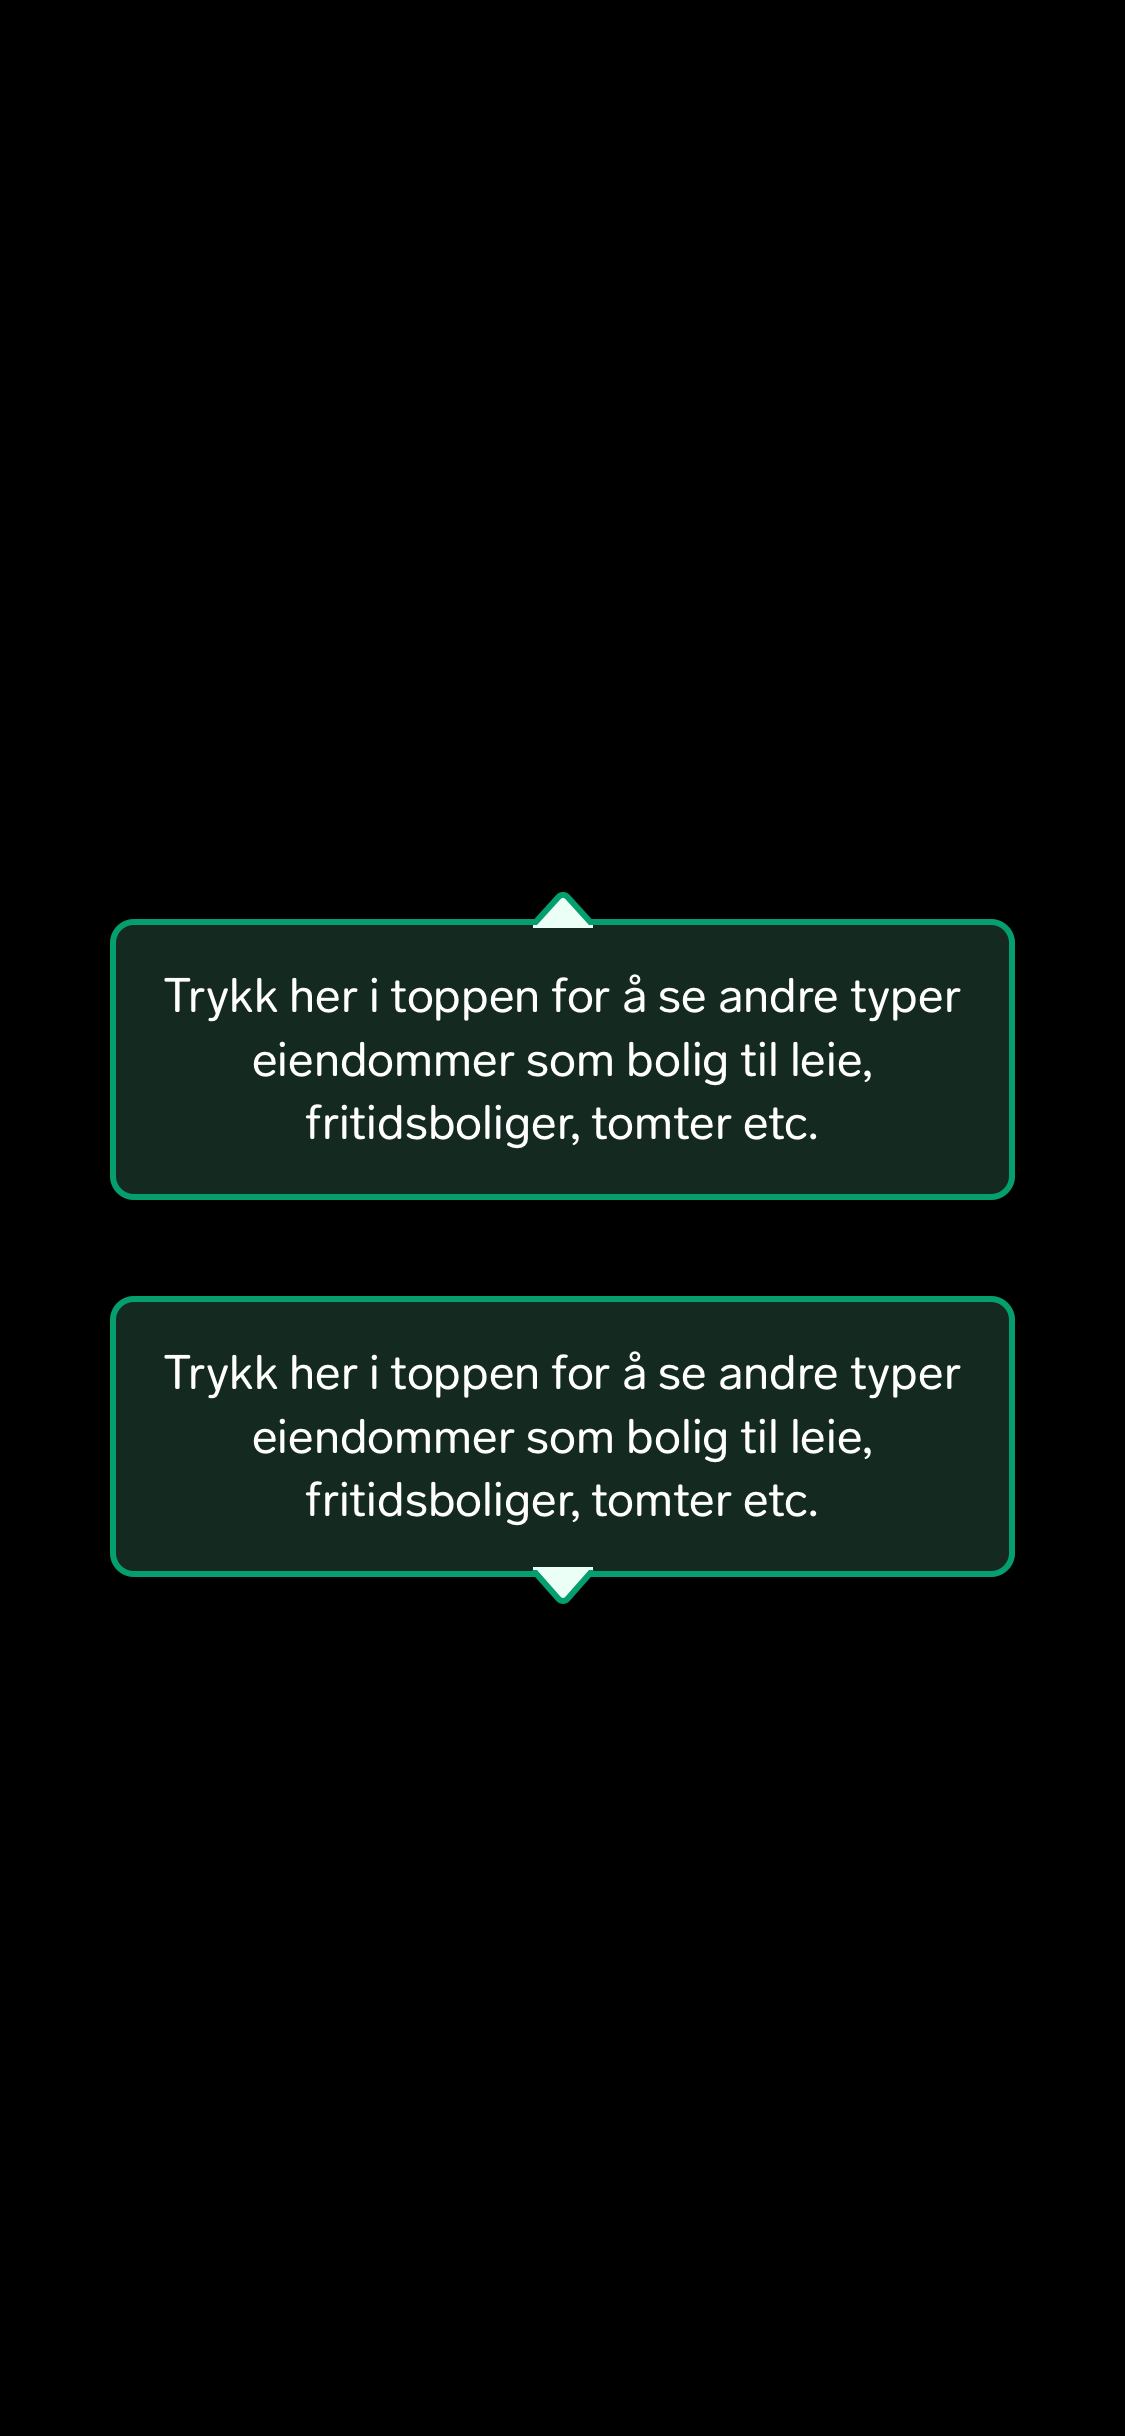 Trykk her i toppen for å se andre typer
eiendommer som bolig til leie,
fritidsboliger, tomter etc.
Trykk her i toppen for å se andre typer
eiendommer som bolig til leie,
fritidsboliger, tomter etc.